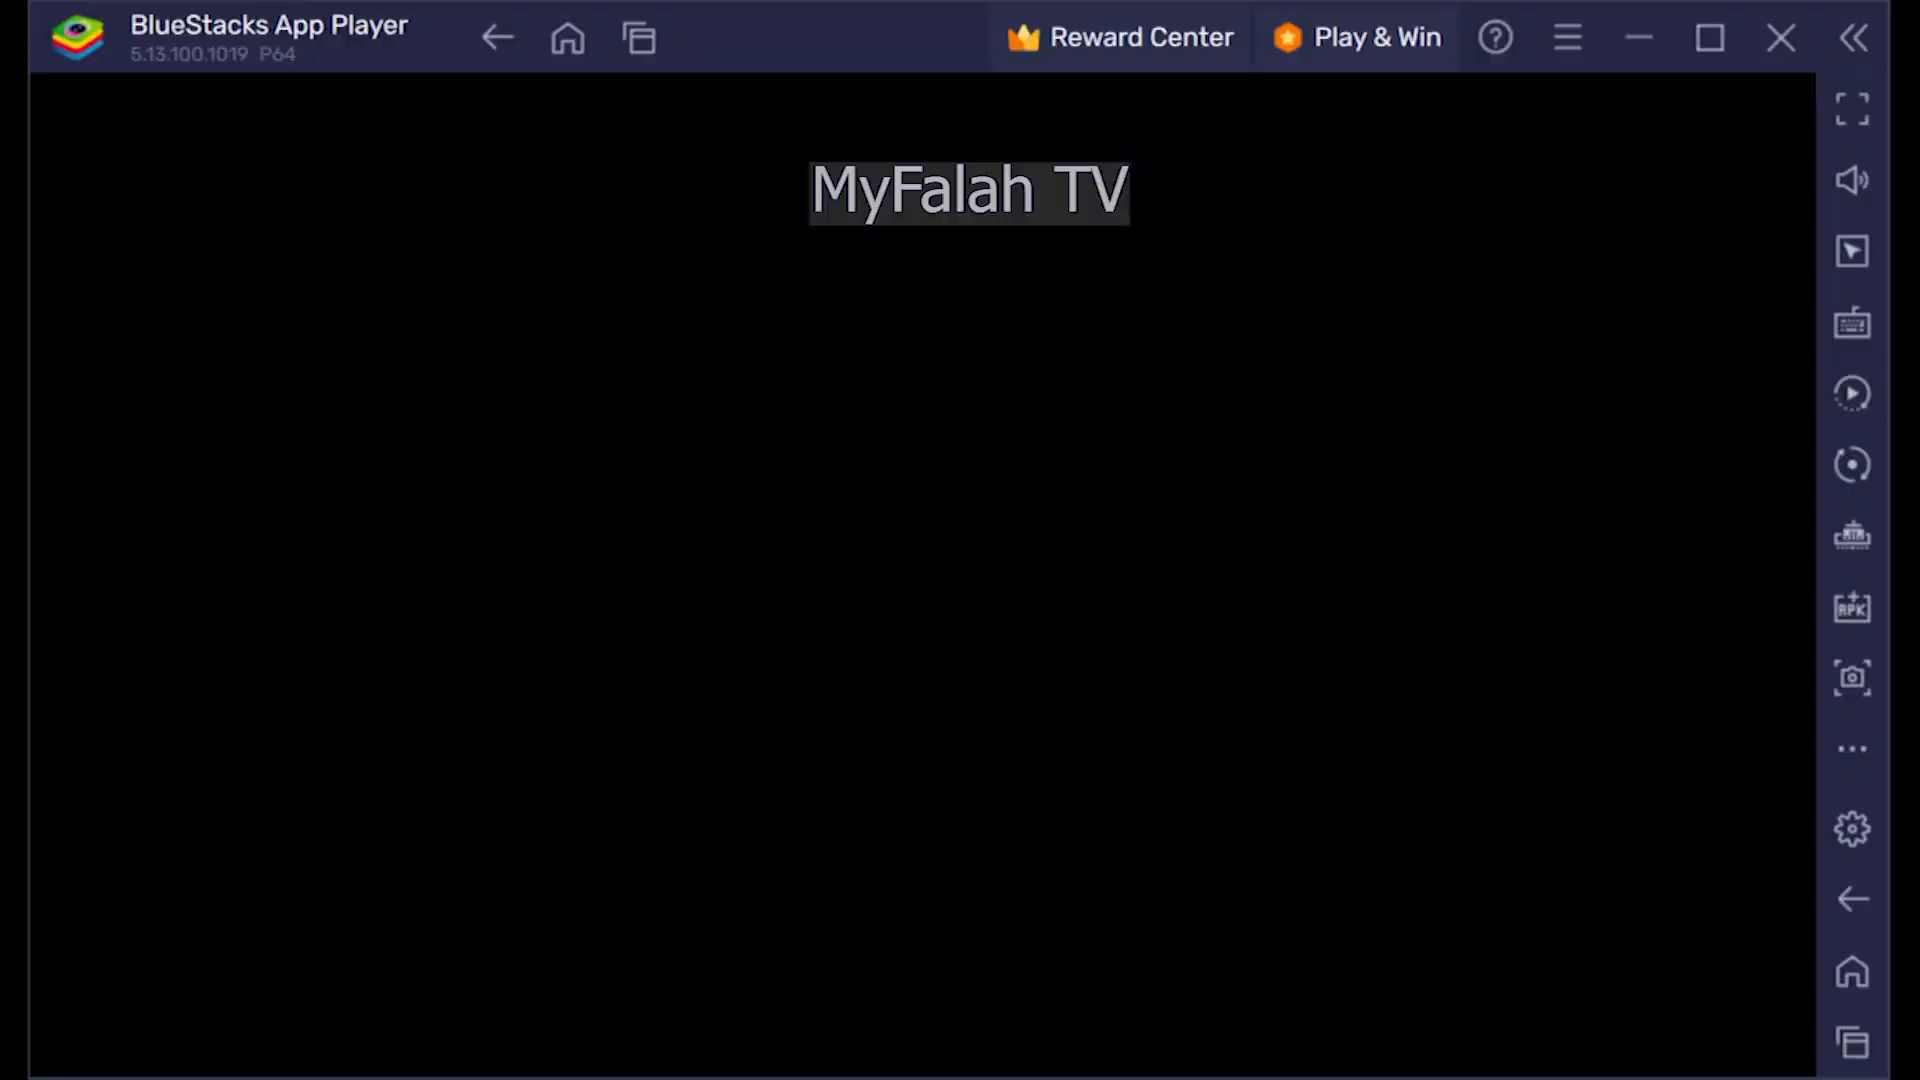 BlueStacks App Player
5.13.100.1019 P64
Reward Center
Play & Win
MyFalah TV